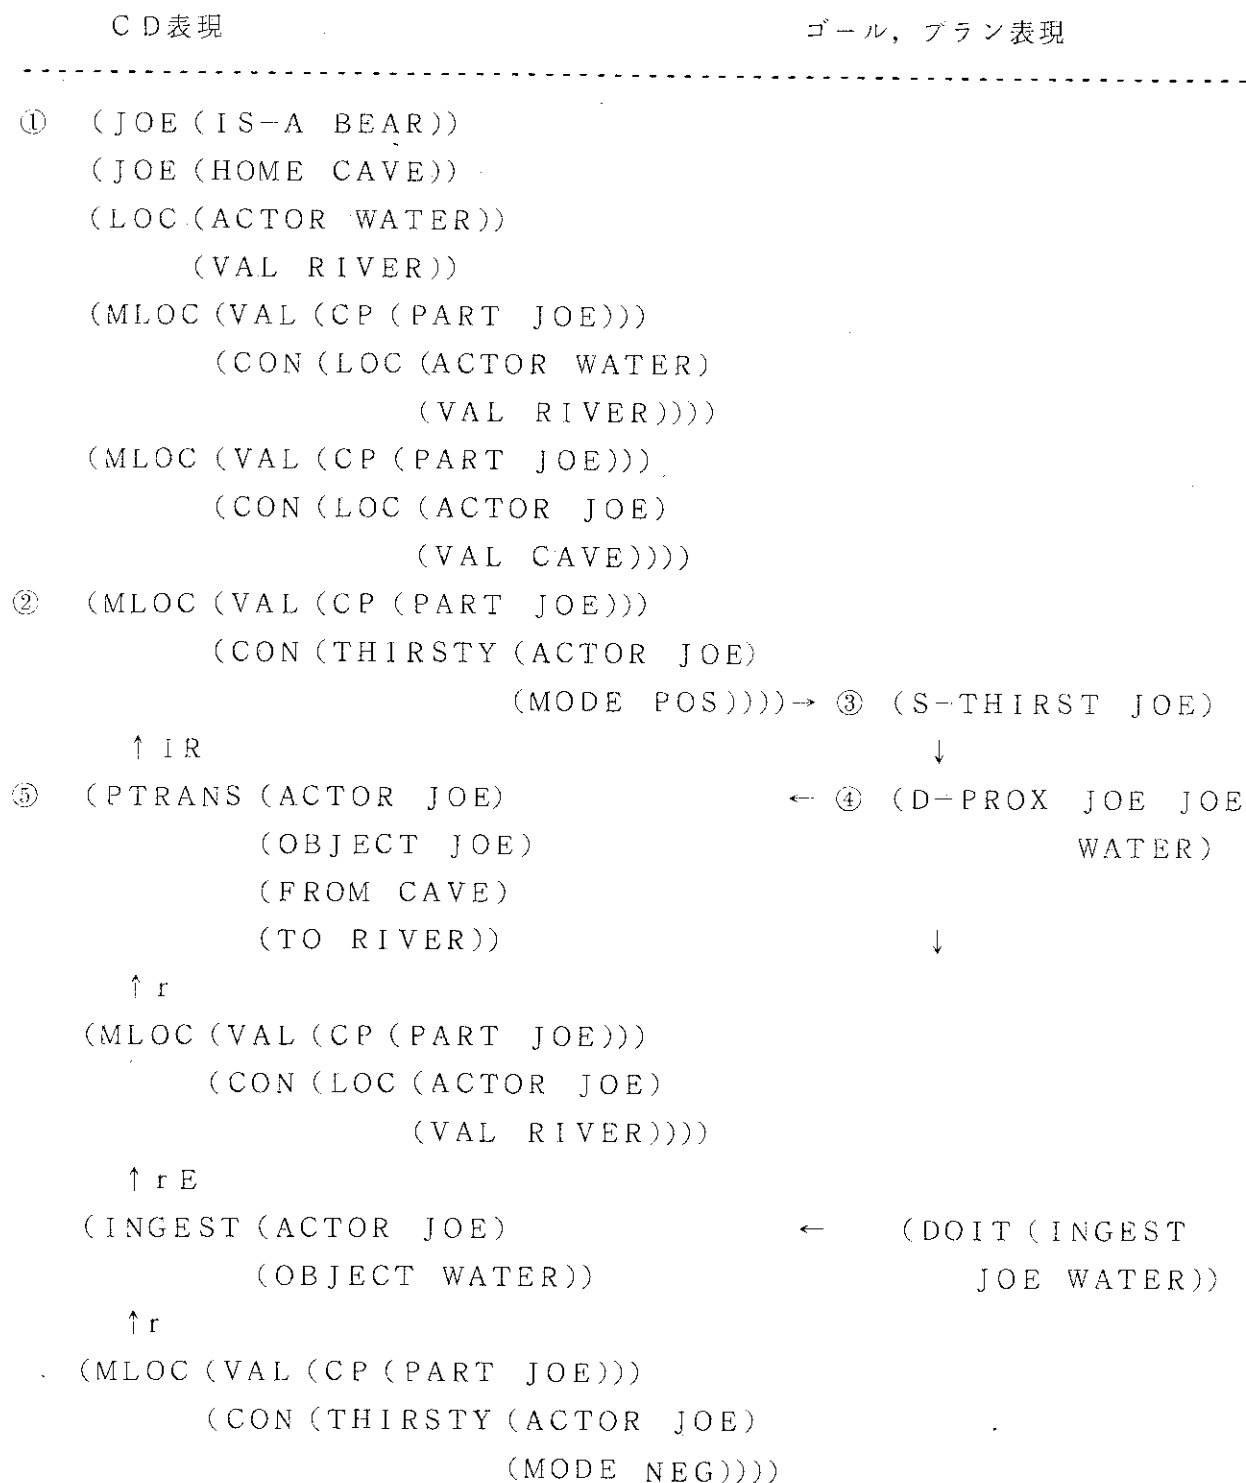 CD表現 ゴール，プラン表現
① (JOE (IS-A BEAR))
(JOE (HOME CAVE))
(LOC (ACTOR WATER))
(VAL RIVER))
(MLOC (VAL (CP (PART JOE)))
(CON (LOC (ACTOR WATER)
(VAL RIVER))))
(MLOC (VAL (CP (PART JOE)))
(CON (LOC (ACTOR JOE)
(VAL CAVE))))
② (MLOC (VAL (CP (PART JOE)))
(CON (THIRSTY (ACTOR JOE)
(MODE POS))))→ ③ (S-THIRST JOE)
↑ IR ↓
⑤ (PTRANS (ACTOR JOE) ← ④ (D-PROX JOE JOE
(OBJECT JOE) WATER)
(FROM CAVE)
(TO RIVER)) ↓
↑ r
(MLOC (VAL (CP (PART JOE)))
(CON (LOC (ACTOR JOE)
(VAL RIVER))))
↑ r E
(INGEST (ACTOR JOE) ← (DOIT (INGEST
(OBJECT WATER)) JOE WATER))
↑ r
(MLOC (VAL (CP (PART JOE)))
(CON (THIRSTY (ACTOR JOE)
(MODE NEG))))